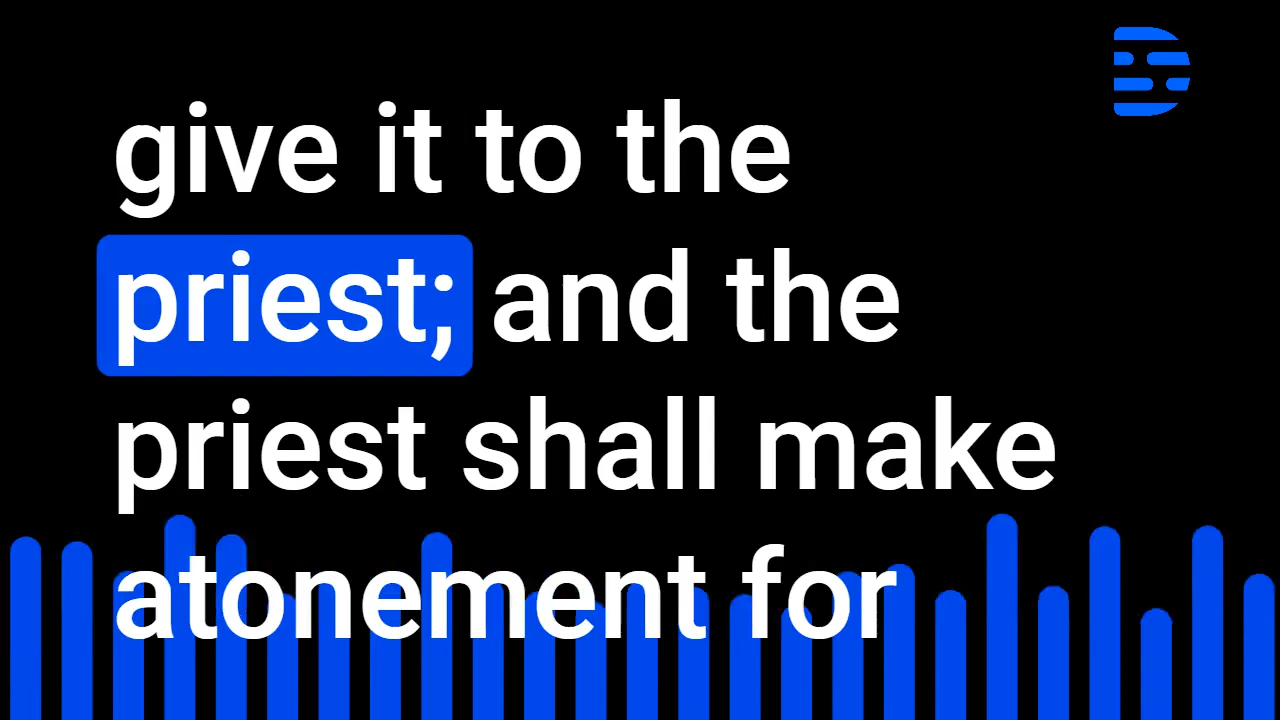 give it to the
priest; and the
priest shall make
atonement for